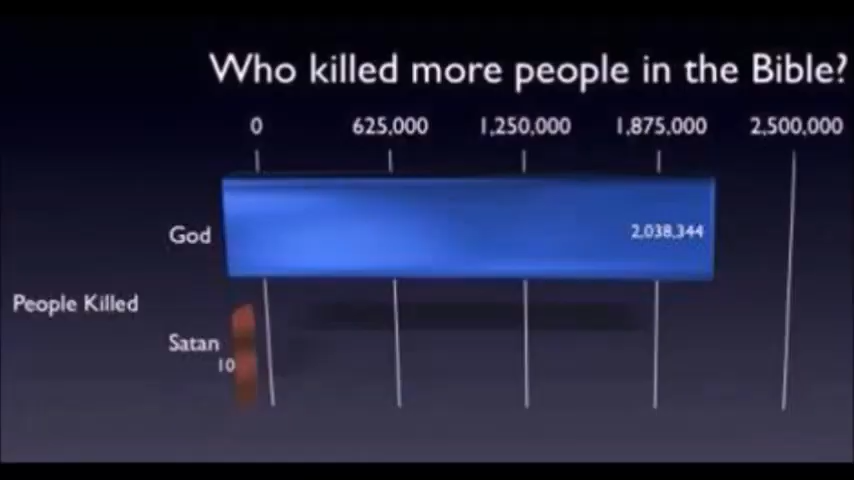 Who killed more people in the Bible?
0 625,000 1,250,000 1,875,000 2,500,000
God 2,038,344
People Killed
Satan
10